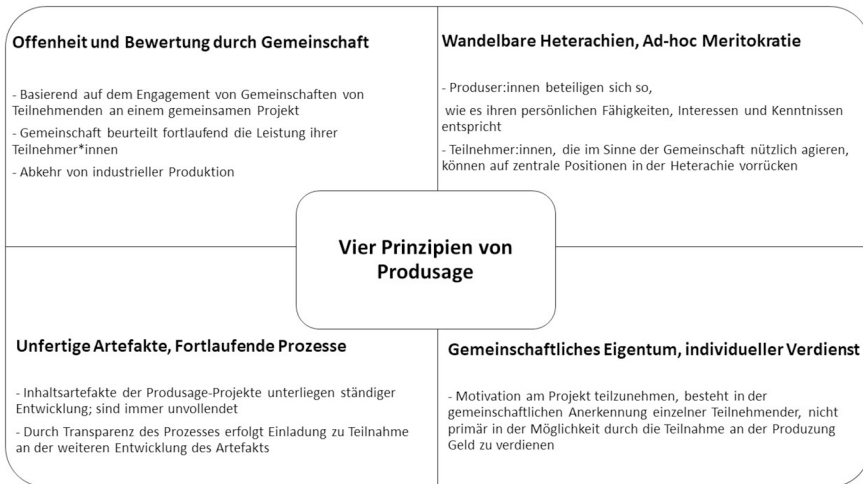 Offenheit und Bewertung durch Gemeinschaft
- Basierend auf dem Engagement von Gemeinschaften von
Teilnehmenden an einem gemeinsamen Projekt
- Gemeinschaft beurteilt fortlaufend die Leistung ihrer
Teilnehmer*innen
- Abkehr von industrieller Produktion
Wandelbare Heterachien, Ad-hoc Meritokratie
- Produser:innen beteiligen sich so,
wie es ihren persönlichen Fähigkeiten, Interessen und Kenntnissen
entspricht
- Teilnehmer:innen, die im Sinne der Gemeinschaft nützlich agieren,
können auf zentrale Positionen in der Heterachie vorrücken
Vier Prinzipien von
Produsage
Unfertige Artefakte, Fortlaufende Prozesse
- Inhaltsartefakte der Produsage-Projekte unterliegen ständiger
Entwicklung; sind immer unvollendet
- Durch Transparenz des Prozesses erfolgt Einladung zu Teilnahme
an der weiteren Entwicklung des Artefakts
Gemeinschaftliches Eigentum, individueller Verdienst
- Motivation am Projekt teilzunehmen, besteht in der
gemeinschaftlichen Anerkennung einzelner Teilnehmender, nicht
primär in der Möglichkeit durch die Teilnahme an der Produzung
Geld zu verdienen